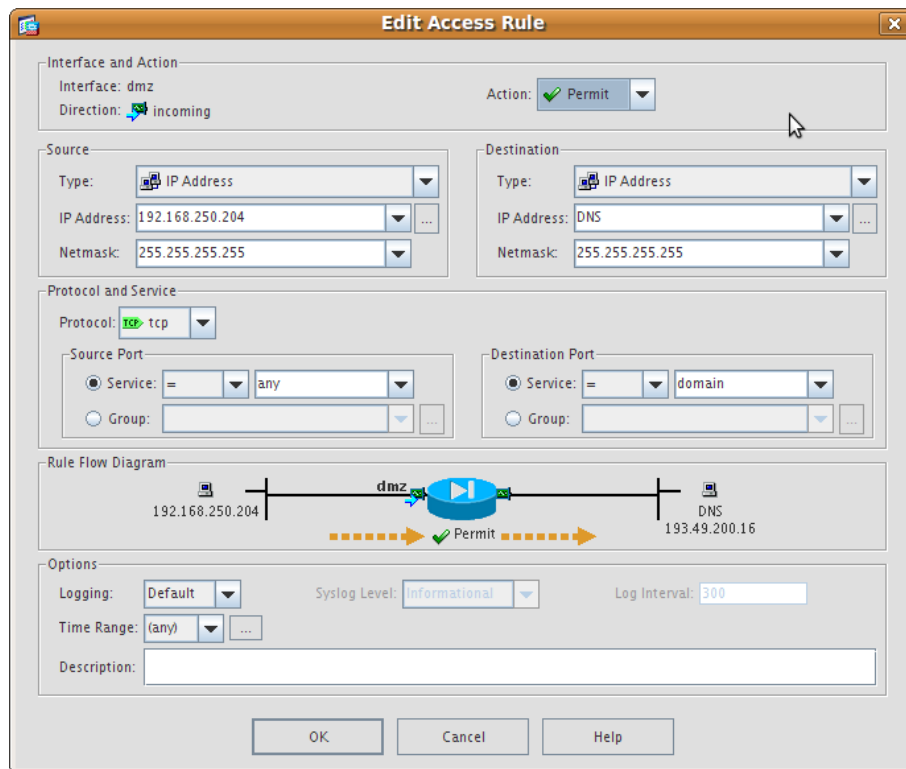 Edit Access Rule
Interface and Action
Interface: dmz
Direction: incoming
Action: Permit
Source
Type: IP Address
IP Address: 192.168.250.204 ...
Netmask: 255.255.255.255
Destination
Type: IP Address
IP Address: DNS ...
Netmask: 255.255.255.255
Protocol and Service
Protocol: TCP tcp
Source Port
Service: = any
Group: ...
Destination Port
Service: = domain
Group: ...
Rule Flow Diagram
192.168.250.204
dmz
Permit
DNS
193.49.200.16
Options
Logging: Default Syslog Level: Informational Log Interval: 300
Time Range: (any) ...
Description:
OK Cancel Help